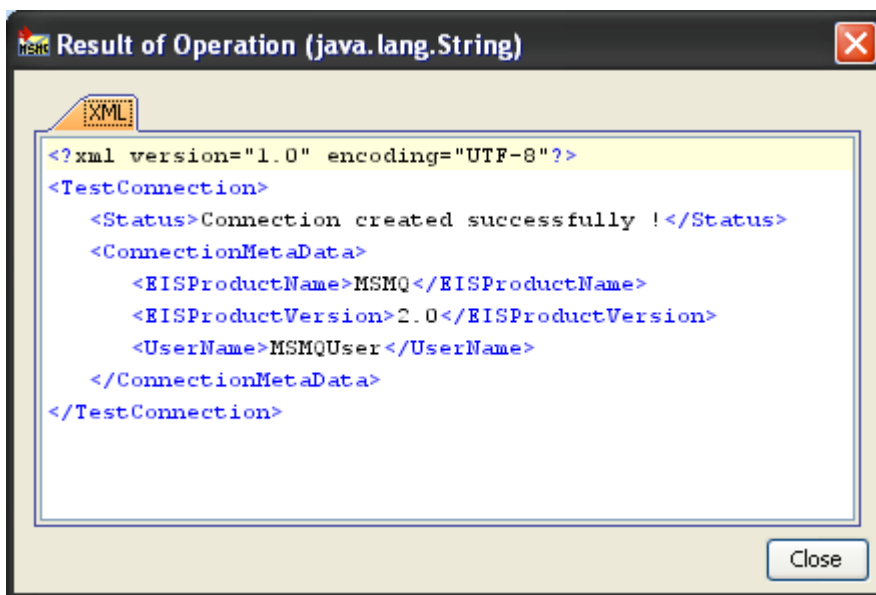 Result of Operation (java.lang.String)
XML
<?xml version="1.0" encoding="UTF-8"?>
<TestConnection>
<Status>Connection created successfully !</Status>
<ConnectionMetaData>
<EISProductName>MSMQ</EISProductName>
<EISProductVersion>2.0</EISProductVersion>
<UserName>MSMQUser</UserName>
</ConnectionMetaData>
</TestConnection>
Close